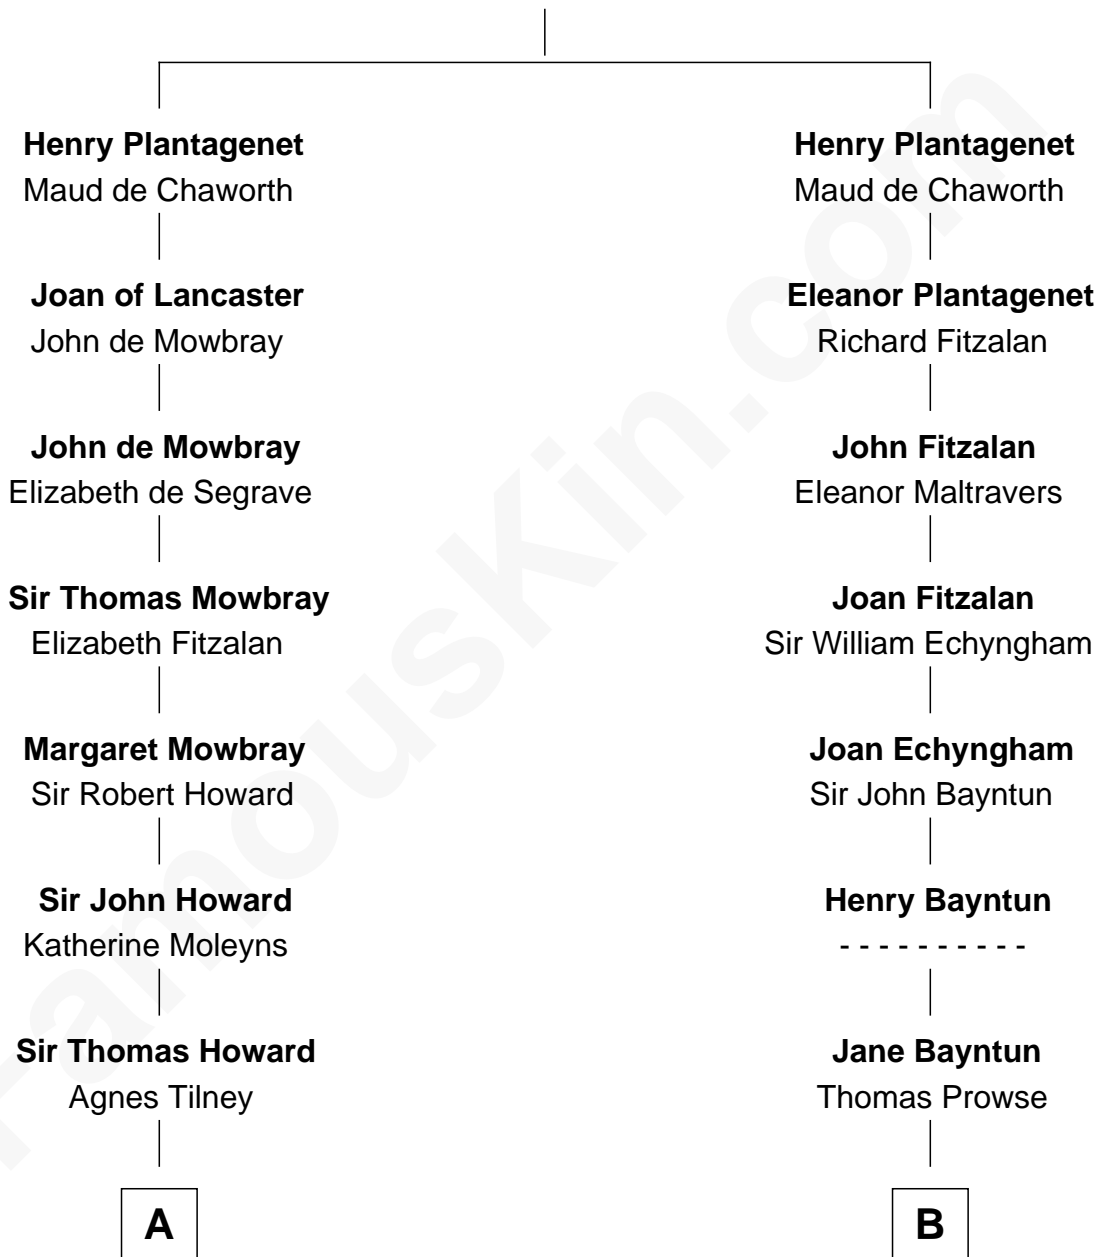 Henry Plantagenet
Maud de Chaworth
Joan of Lancaster
John de Mowbray
John de Mowbray
Elizabeth de Segrave
Sir Thomas Mowbray
Elizabeth Fitzalan
Margaret Mowbray
Sir Robert Howard
Sir John Howard
Katherine Moleyns
Sir Thomas Howard
Agnes Tilney
A
Henry Plantagenet
Maud de Chaworth
Eleanor Plantagenet
Richard Fitzalan
John Fitzalan
Eleanor Maltravers
Joan Fitzalan
Sir William Echyngham
Joan Echyngham
Sir John Bayntun
Henry Bayntun
- - - - - - - - - -
Jane Bayntun
Thomas Prowse
B
FamousKin.com